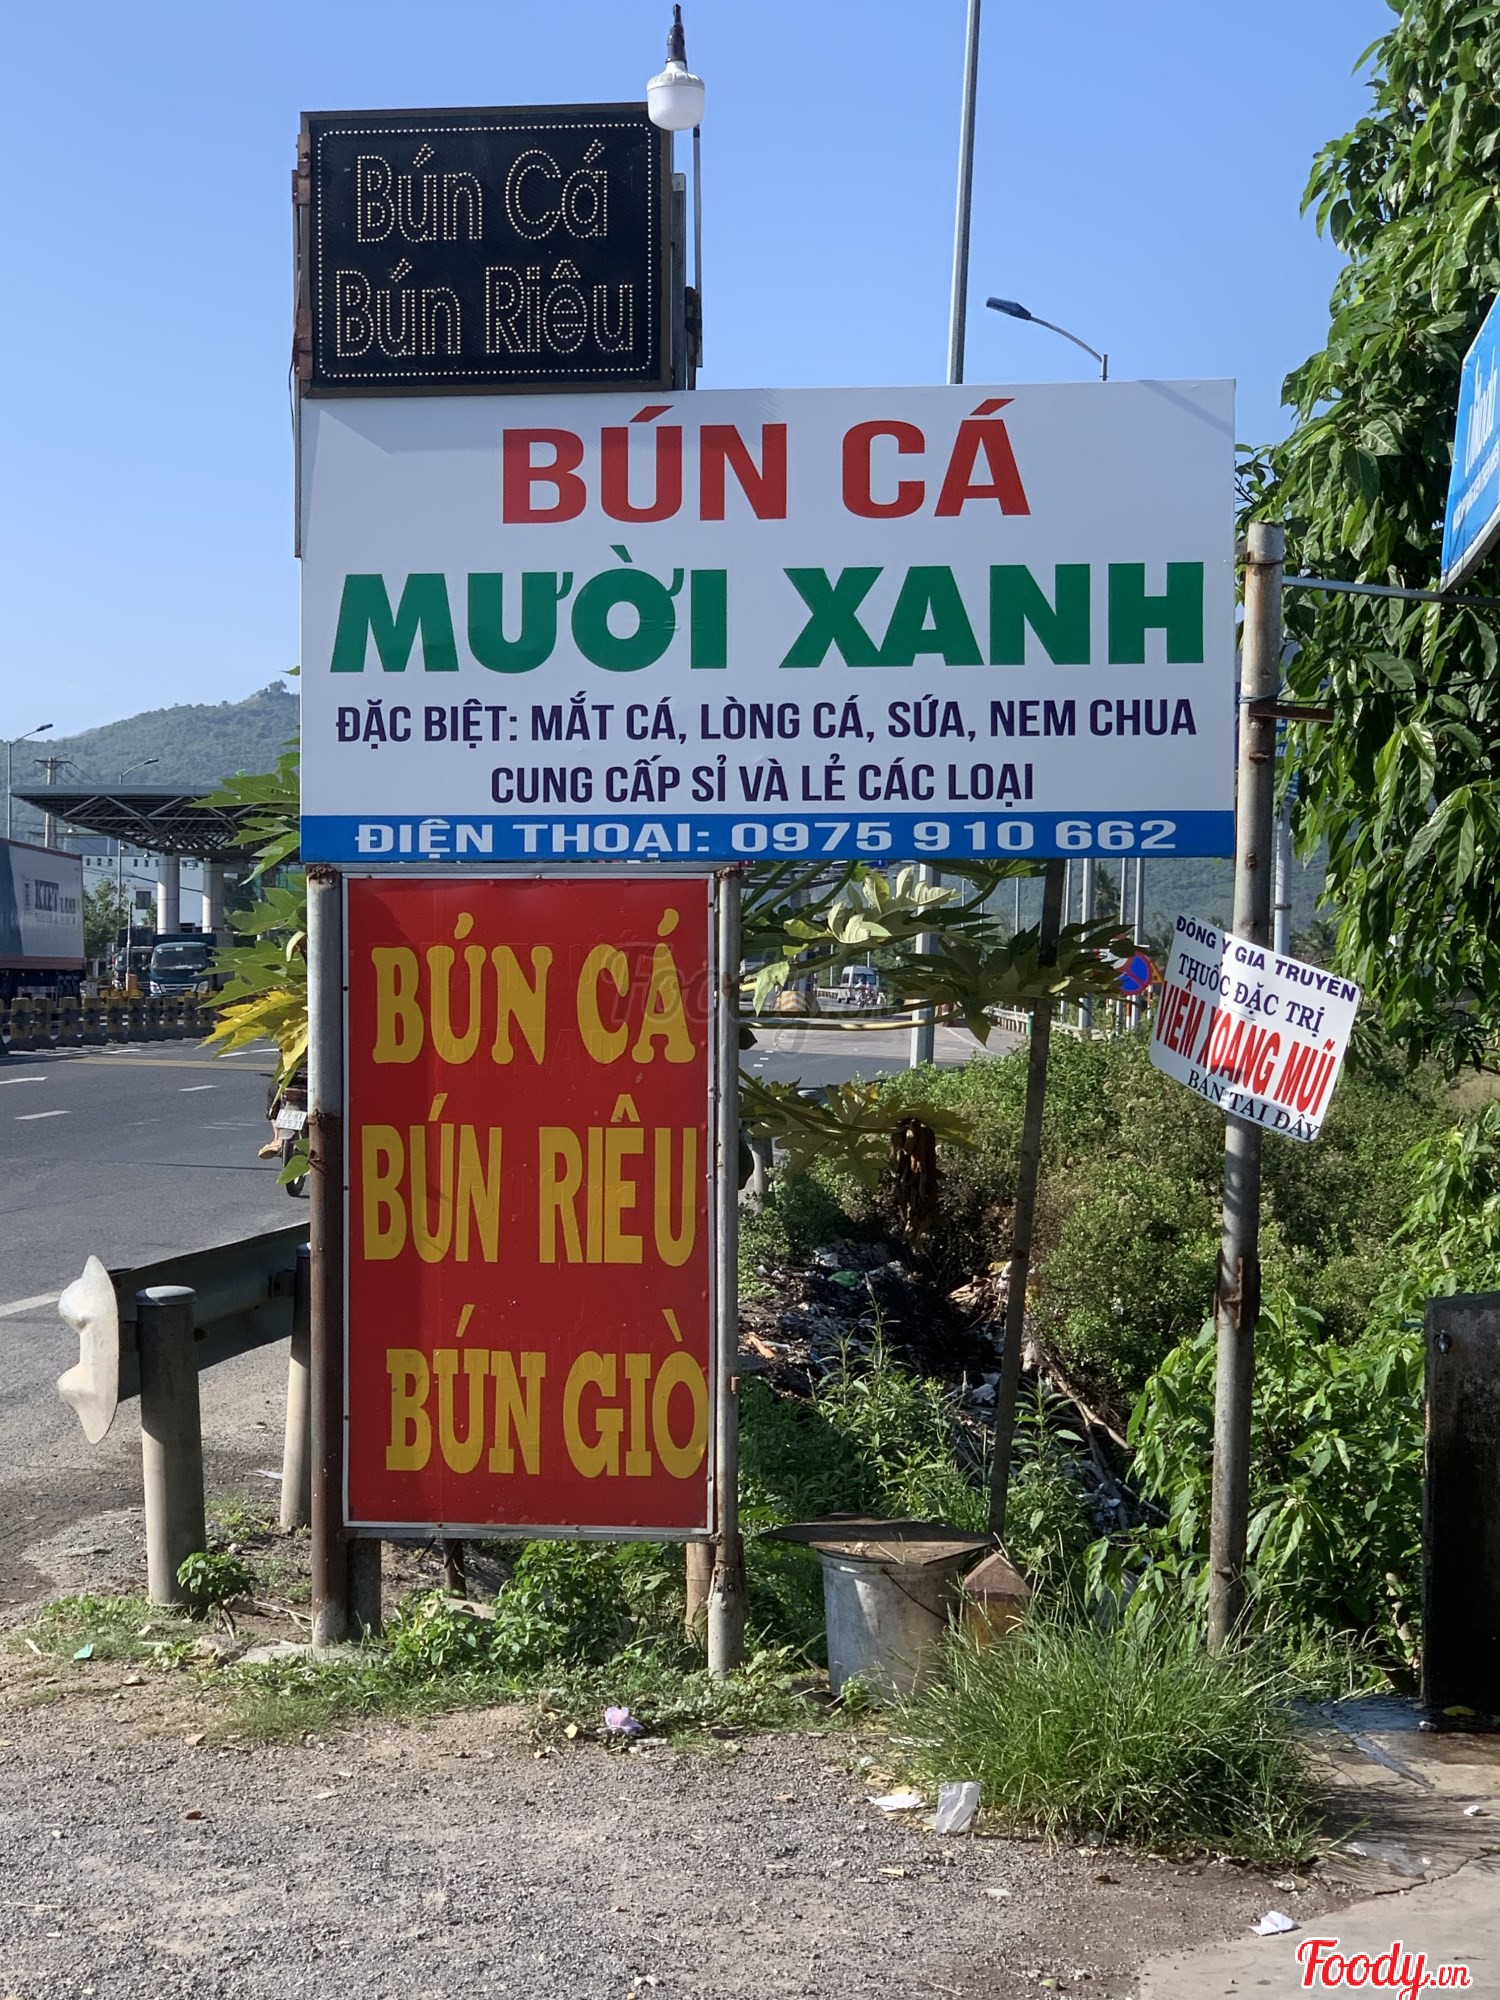 Bún Cá
Bún Riêu
BÚN CÁ
MƯỜI XANH
ĐẶC BIỆT: MẮT CÁ, LÒNG CÁ, SỨA, NEM CHUA
CUNG CẤP SỈ VÀ LẺ CÁC LOẠI
ĐIỆN THOẠI: 0975 910 662
BÚN CÁ
BÚN RIÊU
BÚN GIÒ
ĐÔNG Y GIA TRUYỀN
THUỐC ĐẶC TRỊ
VIÊM XOANG MŨI
BÁN TẠI ĐÂY
KIET
Foody.vn